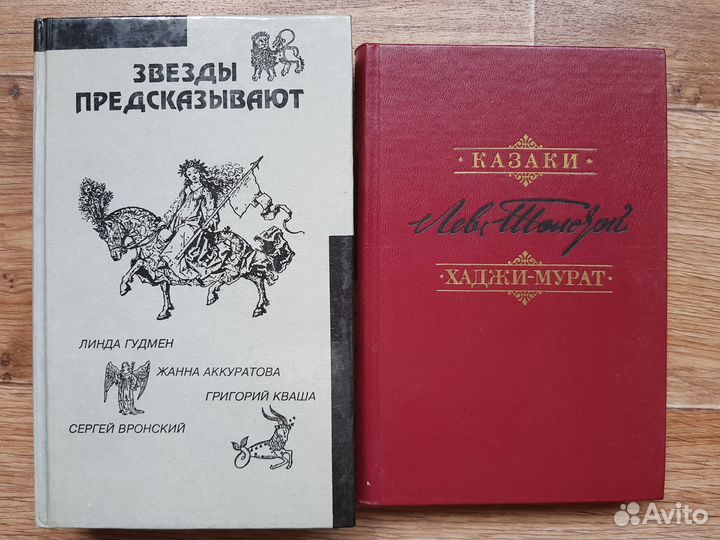 ЗВЕЗДЫ
ПРЕДСКАЗЫВАЮТ
ЛИНДА ГУДМЕН
ЖАННА АККУРАТОВА
ГРИГОРИЙ КВАША
СЕРГЕЙ ВРОНСКИЙ
· КАЗАКИ ·
Лев Толстой
· ХАДЖИ-МУРАТ ·
Avito